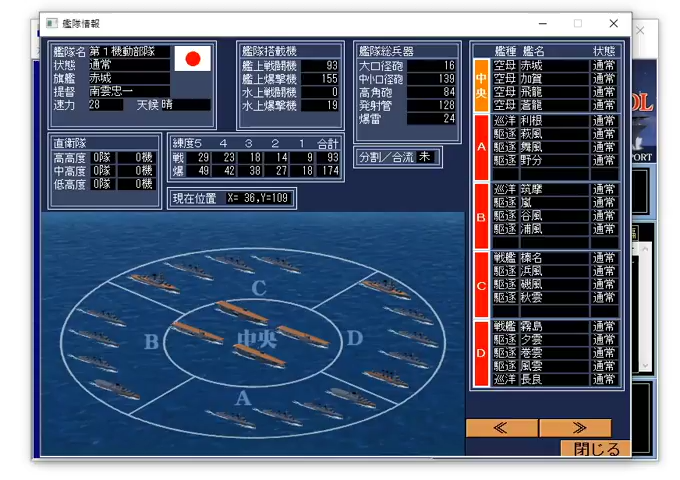 艦隊情報
艦隊名 第1機動部隊
状態 通常
旗艦 赤城
提督 南雲忠一
速力 28 天候 晴
艦隊搭載機
艦上戦闘機 93
艦上爆撃機 155
水上戦闘機 0
水上爆撃機 19
艦隊総兵器
大口径砲 16
中小口径砲 139
高角砲 84
発射管 128
爆雷 24
直衛隊
高高度 0隊 0機
中高度 0隊 0機
低高度 0隊 0機
練度5 4 3 2 1 合計
戦 29 23 18 14 9 93
爆 49 42 38 27 18 174
分割/合流 未
現在位置 X= 36,Y=109
艦種 艦名 状態
中央
空母 赤城 通常
空母 加賀 通常
空母 飛龍 通常
空母 蒼龍 通常
A
巡洋 利根 通常
駆逐 萩風 通常
駆逐 舞風 通常
駆逐 野分 通常
B
巡洋 筑摩 通常
駆逐 嵐 通常
駆逐 谷風 通常
駆逐 浦風 通常
C
戦艦 榛名 通常
駆逐 浜風 通常
駆逐 磯風 通常
駆逐 秋雲 通常
D
戦艦 霧島 通常
駆逐 夕雲 通常
駆逐 巻雲 通常
駆逐 風雲 通常
巡洋 長良 通常
C
B 中央 D
A
≪ ≫
閉じる
OL
PORT